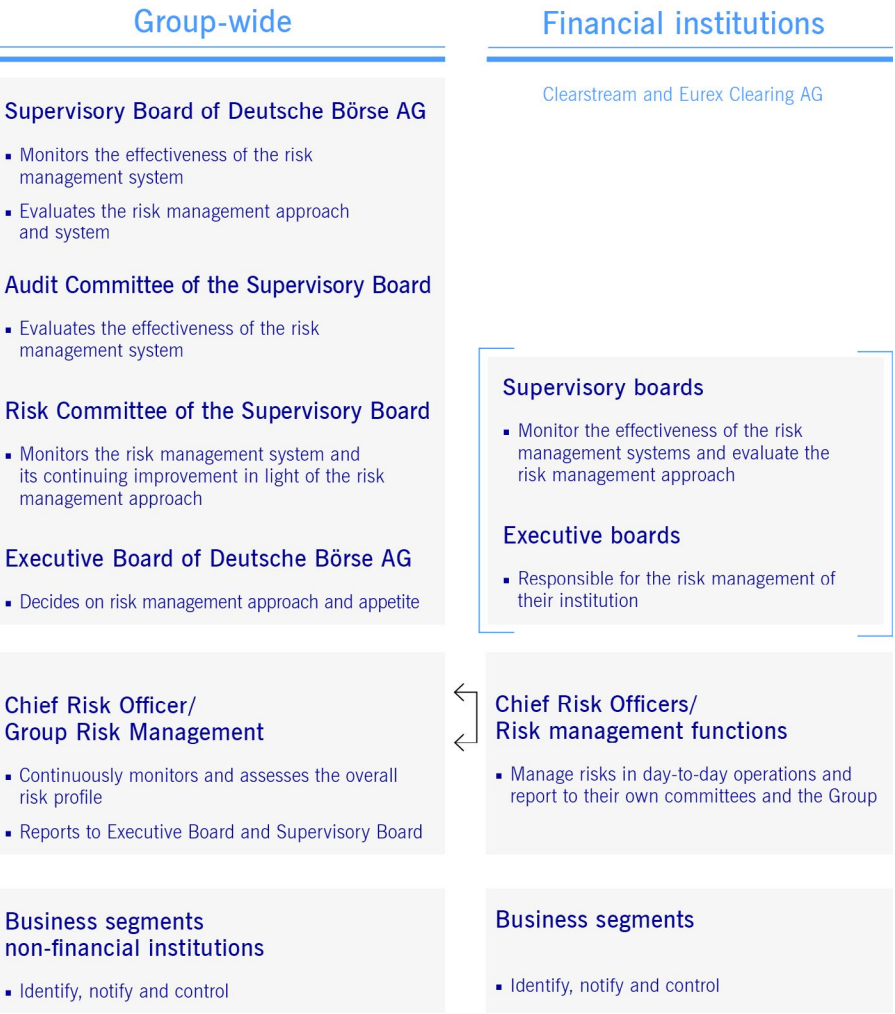 Group-wide
Supervisory Board of Deutsche Börse AG
▪ Monitors the effectiveness of the risk
management system
▪ Evaluates the risk management approach
and system
Audit Committee of the Supervisory Board
▪ Evaluates the effectiveness of the risk
management system
Risk Committee of the Supervisory Board
▪ Monitors the risk management system and
its continuing improvement in light of the risk
management approach
Executive Board of Deutsche Börse AG
▪ Decides on risk management approach and appetite
Chief Risk Officer/
Group Risk Management
▪ Continuously monitors and assesses the overall
risk profile
▪ Reports to Executive Board and Supervisory Board
Business segments
non-financial institutions
▪ Identify, notify and control
Financial institutions
Clearstream and Eurex Clearing AG
Supervisory boards
▪ Monitor the effectiveness of the risk
management systems and evaluate the
risk management approach
Executive boards
▪ Responsible for the risk management of
their institution
Chief Risk Officers/
Risk management functions
▪ Manage risks in day-to-day operations and
report to their own committees and the Group
Business segments
▪ Identify, notify and control